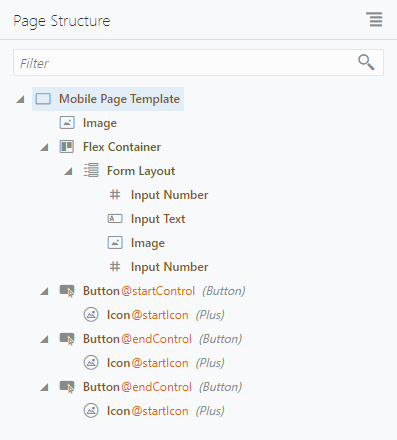 Page Structure
Filter
Mobile Page Template
Image
Flex Container
Form Layout
# Input Number
A Input Text
Image
# Input Number
Button @startControl (Button)
Icon @startIcon (Plus)
Button @endControl (Button)
Icon @startIcon (Plus)
Button @endControl (Button)
Icon @startIcon (Plus)